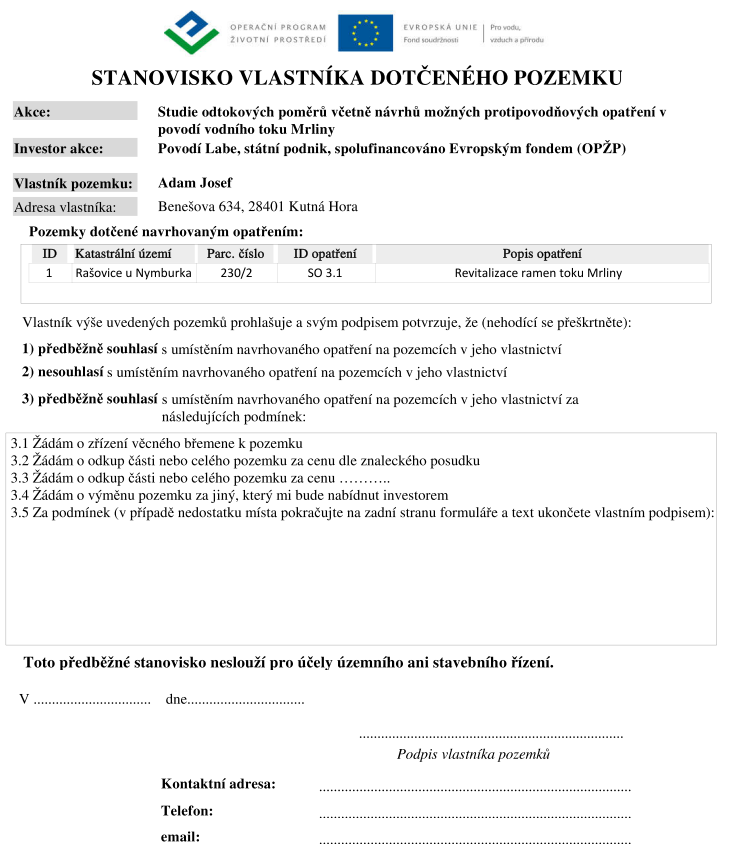 OPERAČNÍ PROGRAM
ŽIVOTNÍ PROSTŘEDÍ
EVROPSKÁ UNIE
Fond soudržnosti
Pro vodu,
vzduch a přírodu
STANOVISKO VLASTNÍKA DOTČENÉHO POZEMKU
Akce: Studie odtokových poměrů včetně návrhů možných protipovodňových opatření v
povodí vodního toku Mrliny
Investor akce: Povodí Labe, státní podnik, spolufinancováno Evropským fondem (OPŽP)
Vlastník pozemku: Adam Josef
Adresa vlastníka: Benešova 634, 28401 Kutná Hora
Pozemky dotčené navrhovaným opatřením:
ID Katastrální území Parc. číslo ID opatření Popis opatření
1 Rašovice u Nymburka 230/2 SO 3.1 Revitalizace ramen toku Mrliny
Vlastník výše uvedených pozemků prohlašuje a svým podpisem potvrzuje, že (nehodící se přeškrtněte):
1) předběžně souhlasí s umístěním navrhovaného opatření na pozemcích v jeho vlastnictví
2) nesouhlasí s umístěním navrhovaného opatření na pozemcích v jeho vlastnictví
3) předběžně souhlasí s umístěním navrhovaného opatření na pozemcích v jeho vlastnictví za
následujících podmínek:
3.1 Žádám o zřízení věcného břemene k pozemku
3.2 Žádám o odkup části nebo celého pozemku za cenu dle znaleckého posudku
3.3 Žádám o odkup části nebo celého pozemku za cenu ………..
3.4 Žádám o výměnu pozemku za jiný, který mi bude nabídnut investorem
3.5 Za podmínek (v případě nedostatku místa pokračujte na zadní stranu formuláře a text ukončete vlastním podpisem):
Toto předběžné stanovisko neslouží pro účely územního ani stavebního řízení.
V ................................ dne................................
........................................................................
Podpis vlastníka pozemků
Kontaktní adresa: .....................................................................................
Telefon: .....................................................................................
email: .....................................................................................